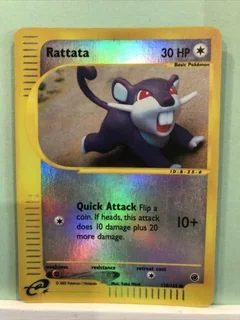 Rattata
30 HP
Basic Pokémon
Quick Attack Flip a
coin. If heads, this attack
does 10 damage plus 20
more damage.
10+
weakness
resistance
retreat cost
e